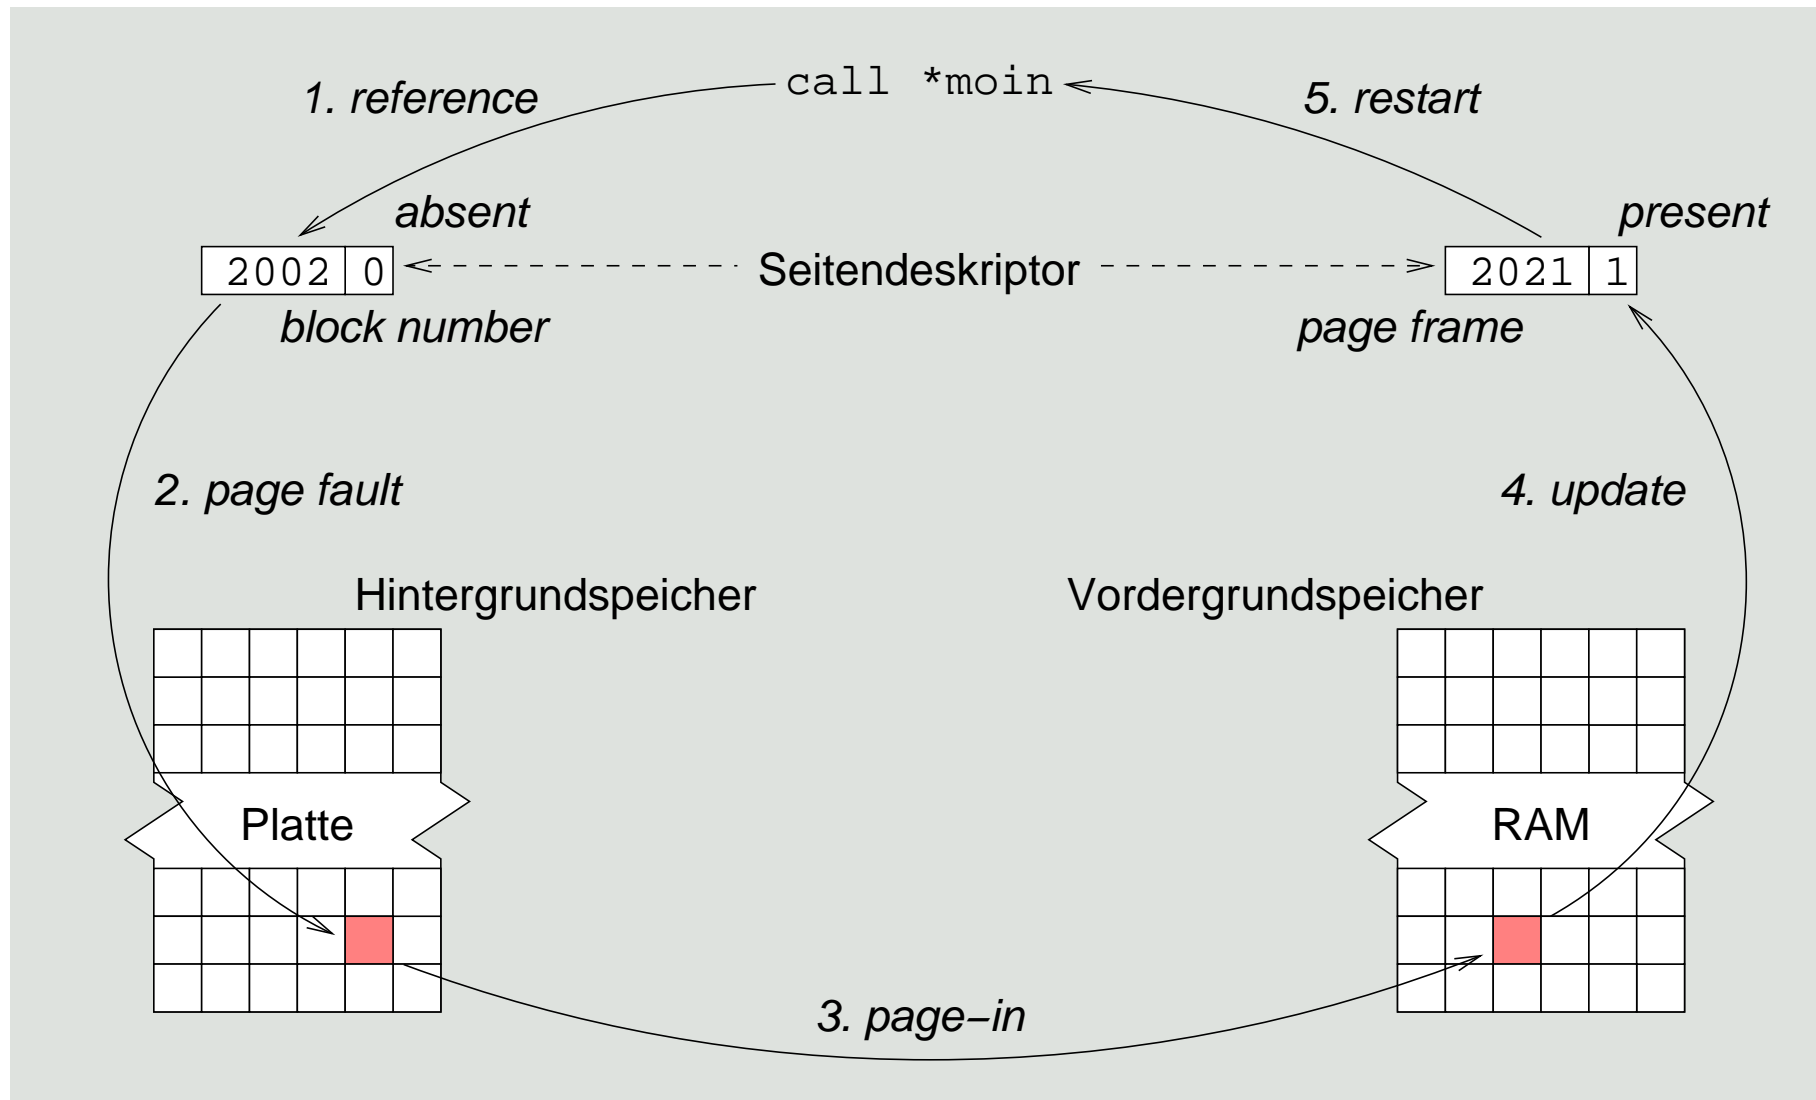 call *moin
1. reference
5. restart
absent
present
2002 0
Seitendeskriptor
2021 1
block number
page frame
2. page fault
4. update
Hintergrundspeicher
Vordergrundspeicher
Platte
RAM
3. page–in